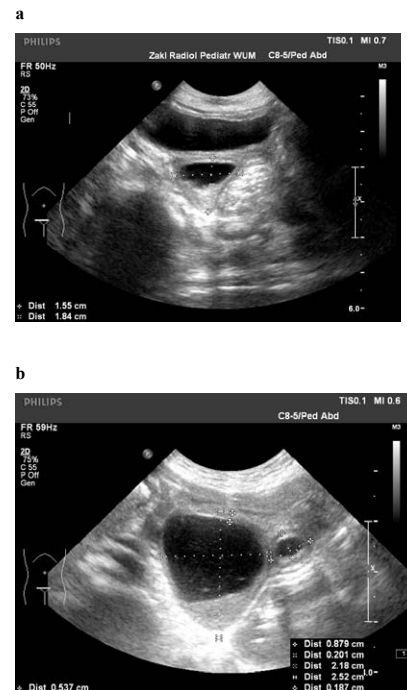 a
PHILIPS
TIS0.1 MI 0.7
Zakl Radiol Pediatr WUM C8-5/Ped Abd
FR 50Hz
RS
2D
73%
C 55
P Off
Gen
M3
x
6.0
Dist 1.55 cm
Dist 1.84 cm
b
PHILIPS
TIS0.1 MI 0.6
C8-5/Ped Abd
FR 59Hz
RS
2D
75%
C 55
P Off
Gen
M3
X
Dist 0.879 cm
Dist 0.201 cm
Dist 2.18 cm
Dist 2.52 cm
Dist 0.187 cm
1
Dist 0.537 cm